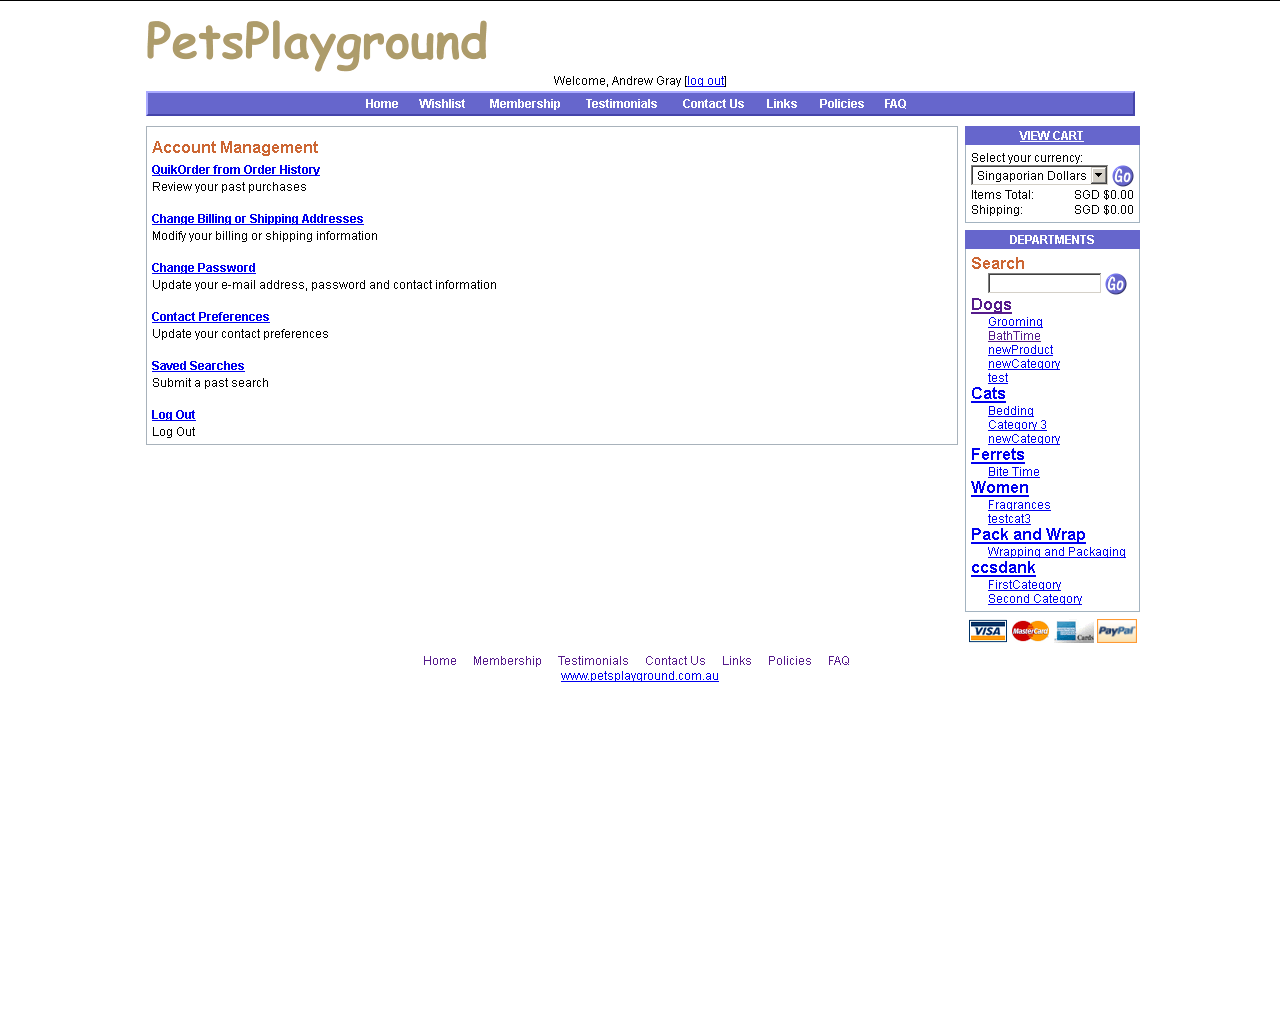 PetsPlayground
Welcome, Andrew Gray [log out]
Home Wishlist Membership Testimonials Contact Us Links Policies FAQ
Account Management
QuikOrder from Order History
Review your past purchases
Change Billing or Shipping Addresses
Modify your billing or shipping information
Change Password
Update your e-mail address, password and contact information
Contact Preferences
Update your contact preferences
Saved Searches
Submit a past search
Log Out
Log Out
VIEW CART
Select your currency:
Singaporian Dollars Go
Items Total: SGD $0.00
Shipping: SGD $0.00
DEPARTMENTS
Search
Go
Dogs
Grooming
BathTime
newProduct
newCategory
test
Cats
Bedding
Category 3
newCategory
Ferrets
Bite Time
Women
Fragrances
testcat3
Pack and Wrap
Wrapping and Packaging
ccsdank
FirstCategory
Second Category
VISA MasterCard Cards PayPal
Home Membership Testimonials Contact Us Links Policies FAQ
www.petsplayground.com.au